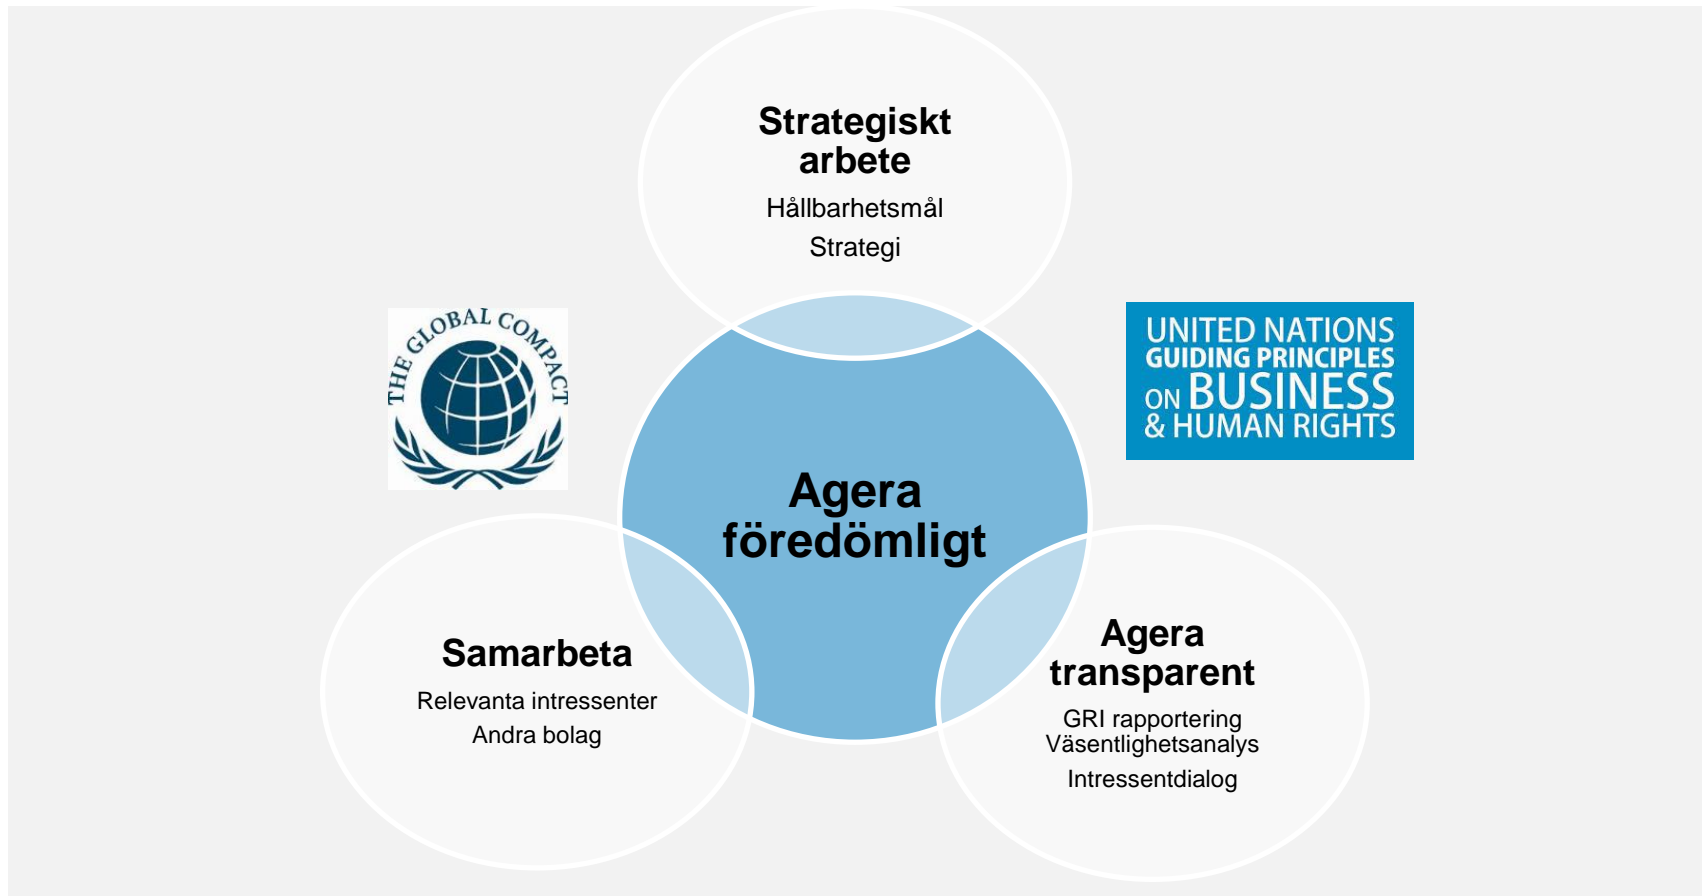 Strategiskt
arbete
Hållbarhetsmål
Strategi
THE GLOBAL COMPACT
UNITED NATIONS
GUIDING PRINCIPLES
ON BUSINESS
& HUMAN RIGHTS
Agera
föredömligt
Samarbeta
Relevanta intressenter
Andra bolag
Agera
transparent
GRI rapportering
Väsentlighetsanalys
Intressentdialog